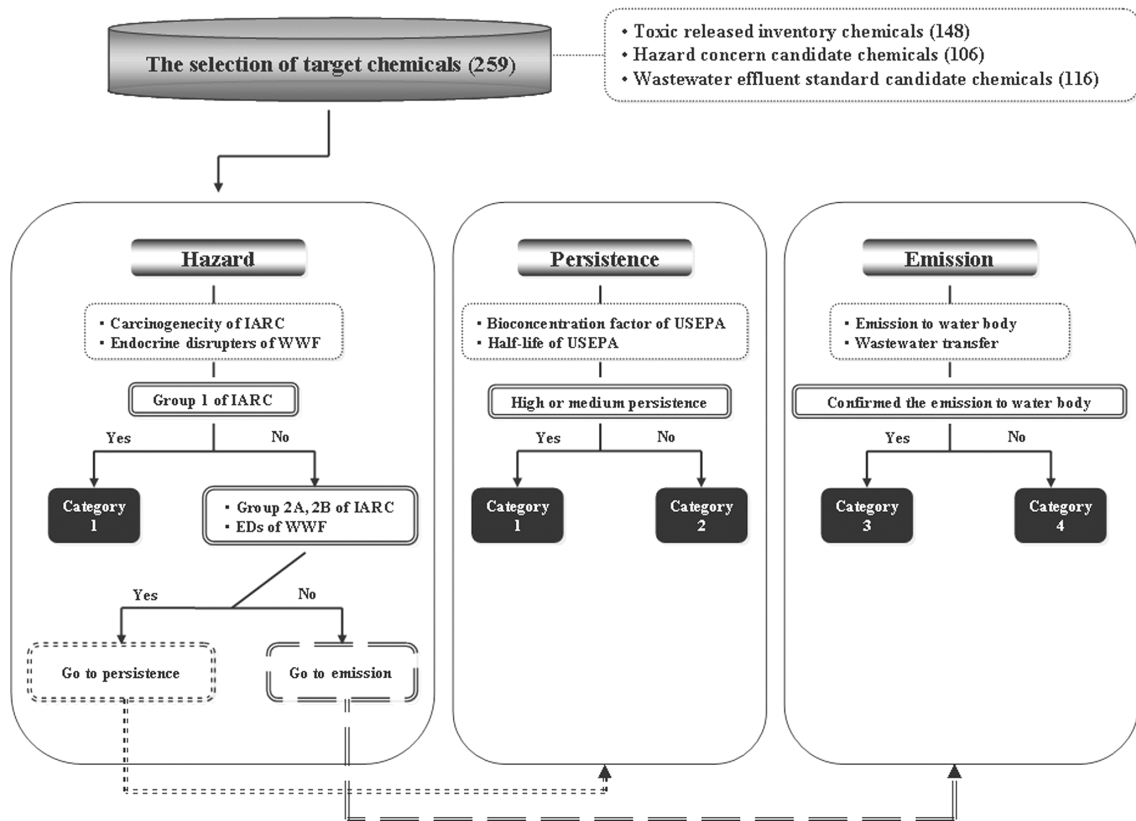 The selection of target chemicals (259)
▪ Toxic released inventory chemicals (148)
▪ Hazard concern candidate chemicals (106)
▪ Wastewater effluent standard candidate chemicals (116)
Hazard
▪ Carcinogenecity of IARC
▪ Endocrine disrupters of WWF
Group 1 of IARC
Yes
No
Category
1
▪ Group 2A, 2B of IARC
▪ EDs of WWF
Yes
No
Go to persistence
Go to emission
Persistence
▪ Bioconcentration factor of USEPA
▪ Half-life of USEPA
High or medium persistence
Yes
No
Category
1
Category
2
Emission
▪ Emission to water body
▪ Wastewater transfer
Confirmed the emission to water body
Yes
No
Category
3
Category
4